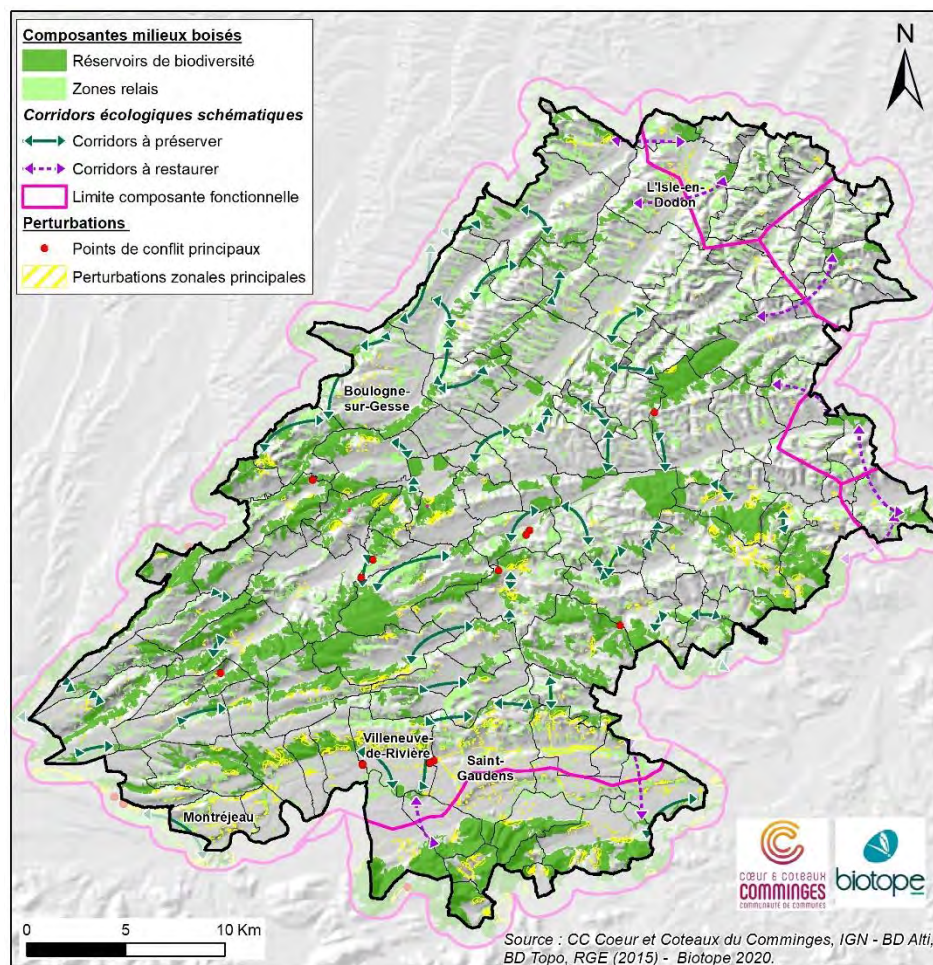 Composantes milieux boisés
Réservoirs de biodiversité
Zones relais
Corridors écologiques schématiques
Corridors à préserver
Corridors à restaurer
Limite composante fonctionnelle
Perturbations
Points de conflit principaux
Perturbations zonales principales
N
L'Isle-en-
Dodon
Boulogne-
sur-Gesse
Villeneuve-
de-Rivière
Saint-
Gaudens
Montréjeau
CŒUR & COTEAUX
COMMINGES
COMMUNAUTÉ DE COMMUNES
biotope
0 5 10 Km
Source : CC Coeur et Coteaux du Comminges, IGN - BD Alti,
BD Topo, RGE (2015) - Biotope 2020.